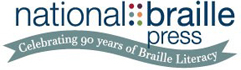 national braille
press
Celebrating 90 years of Braille Literacy